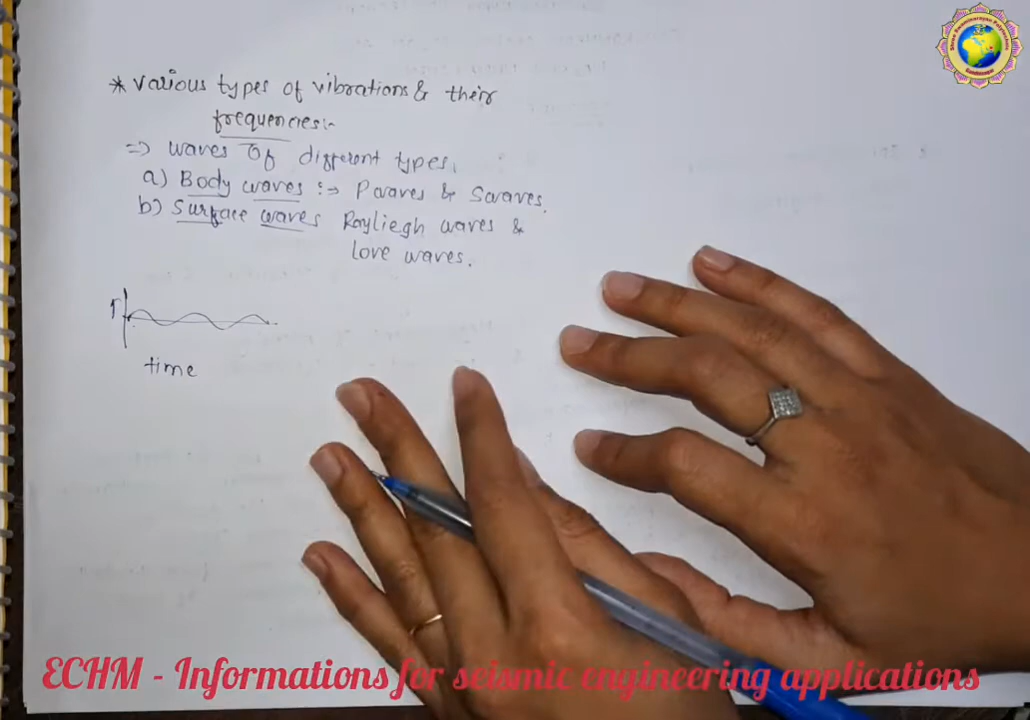 * Various types of vibrations & their
frequencies:-
=> waves of different types.
a) Body waves :-> P waves & S waves.
b) Surface waves Rayliegh waves &
Love waves.
time
ECHM - Informations for seismic engineering applications